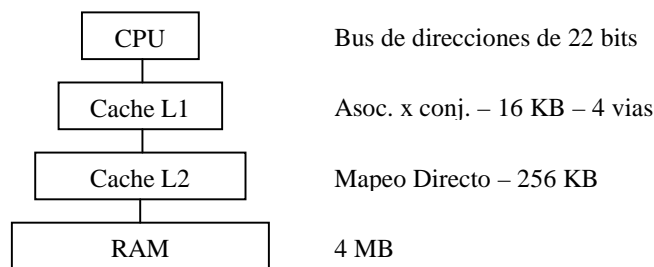 CPU Bus de direcciones de 22 bits
Cache L1 Asoc. x conj. – 16 KB – 4 vias
Cache L2 Mapeo Directo – 256 KB
RAM 4 MB